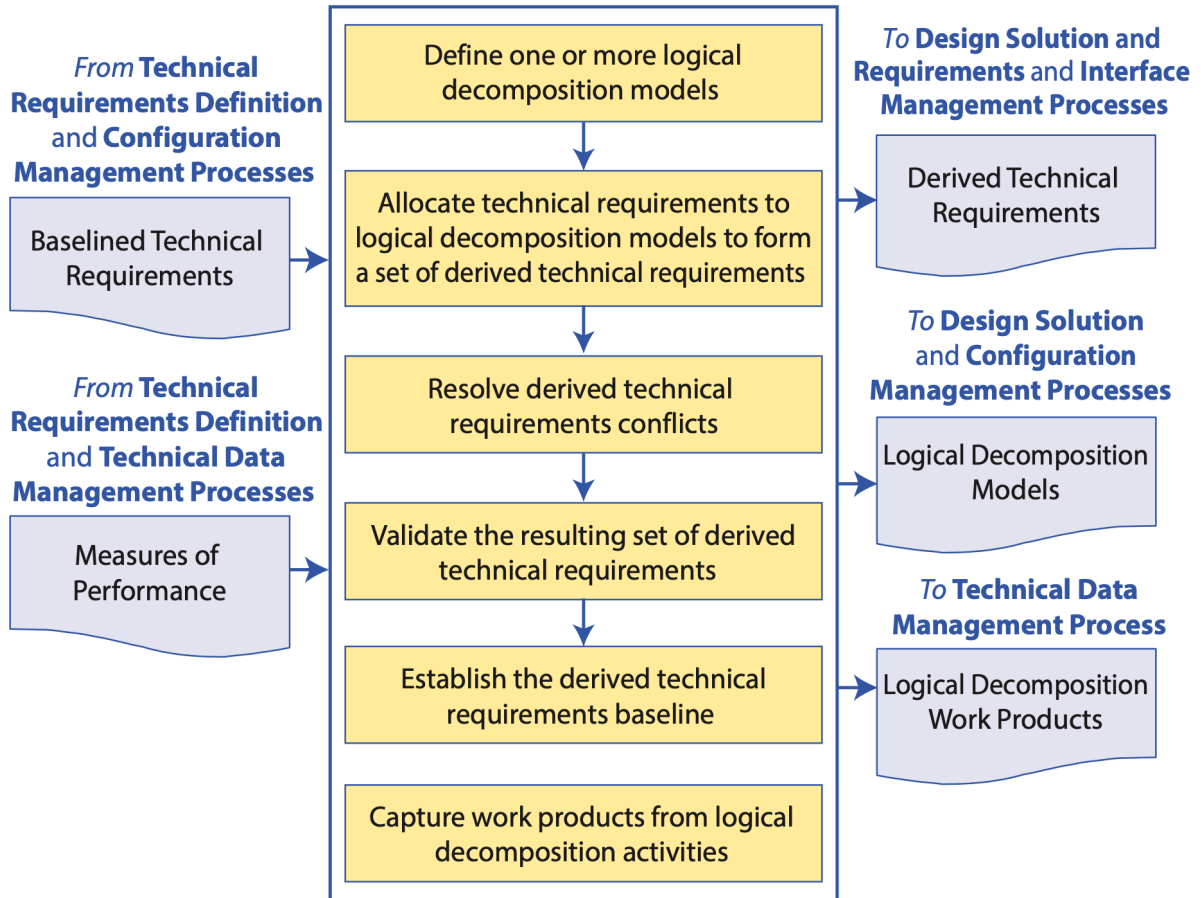 From Technical
Requirements Definition
and Configuration
Management Processes
Baselined Technical
Requirements
From Technical
Requirements Definition
and Technical Data
Management Processes
Measures of
Performance
Define one or more logical
decomposition models
Allocate technical requirements to
logical decomposition models to form
a set of derived technical requirements
Resolve derived technical
requirements conflicts
Validate the resulting set of derived
technical requirements
Establish the derived technical
requirements baseline
Capture work products from logical
decomposition activities
To Design Solution and
Requirements and Interface
Management Processes
Derived Technical
Requirements
To Design Solution
and Configuration
Management Processes
Logical Decomposition
Models
To Technical Data
Management Process
Logical Decomposition
Work Products